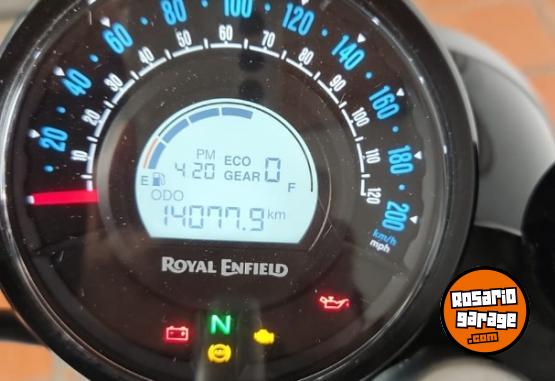 20 40 60 80 100 120 140 160 180 200
km/h
10 20 30 40 50 60 70 80 90 100 110 120
mph
PM
4:20
ECO
GEAR 0
E F
ODO
14077.9 km
ROYAL ENFIELD
N
ABS
ROSARIO
GARAGE
.COM